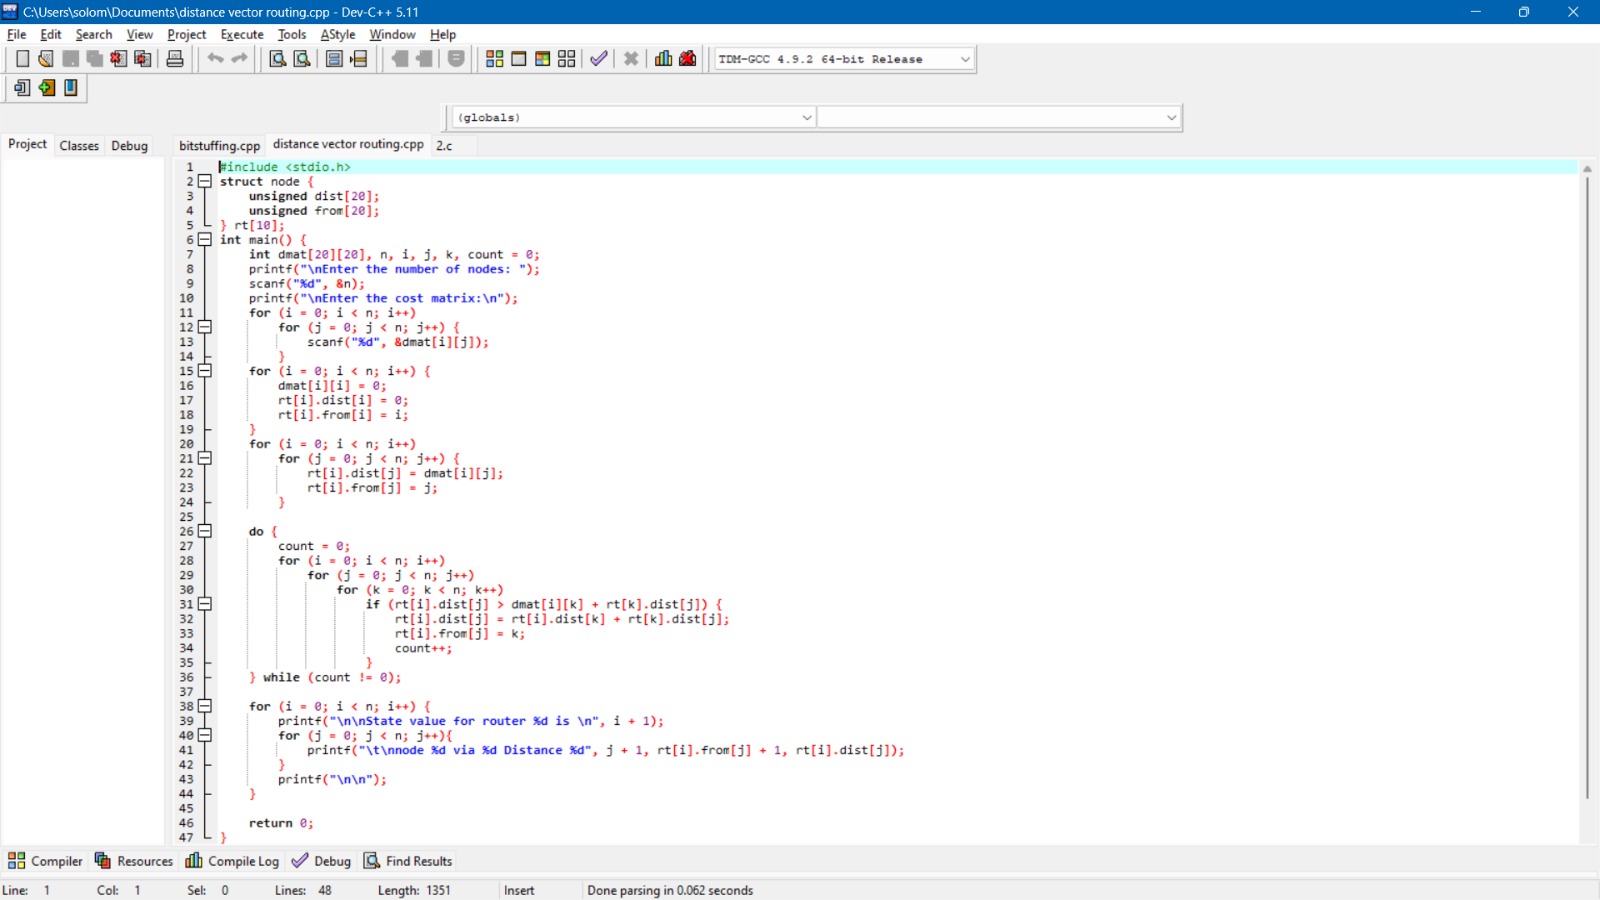 C:\Users\solom\Documents\distance vector routing.cpp - Dev-C++ 5.11
File Edit Search View Project Execute Tools AStyle Window Help
TDM-GCC 4.9.2 64-bit Release
(globals)
Project Classes Debug bitstuffing.cpp distance vector routing.cpp 2.c
1 #include <stdio.h>
2 struct node {
3     unsigned dist[20];
4     unsigned from[20];
5 } rt[10];
6 int main() {
7     int dmat[20][20], n, i, j, k, count = 0;
8     printf("\nEnter the number of nodes: ");
9     scanf("%d", &n);
10     printf("\nEnter the cost matrix:\n");
11     for (i = 0; i < n; i++)
12         for (j = 0; j < n; j++) {
13             scanf("%d", &dmat[i][j]);
14         }
15     for (i = 0; i < n; i++) {
16         dmat[i][i] = 0;
17         rt[i].dist[i] = 0;
18         rt[i].from[i] = i;
19     }
20     for (i = 0; i < n; i++)
21         for (j = 0; j < n; j++) {
22             rt[i].dist[j] = dmat[i][j];
23             rt[i].from[j] = j;
24         }
25
26     do {
27         count = 0;
28         for (i = 0; i < n; i++)
29             for (j = 0; j < n; j++)
30                 for (k = 0; k < n; k++)
31                     if (rt[i].dist[j] > dmat[i][k] + rt[k].dist[j]) {
32                         rt[i].dist[j] = rt[i].dist[k] + rt[k].dist[j];
33                         rt[i].from[j] = k;
34                         count++;
35                     }
36     } while (count != 0);
37
38     for (i = 0; i < n; i++) {
39         printf("\n\nState value for router %d is \n", i + 1);
40         for (j = 0; j < n; j++){
41             printf("\t\nnode %d via %d Distance %d", j + 1, rt[i].from[j] + 1, rt[i].dist[j]);
42         }
43         printf("\n\n");
44     }
45
46     return 0;
47 }
Compiler Resources Compile Log Debug Find Results
Line: 1 Col: 1 Sel: 0 Lines: 48 Length: 1351 Insert Done parsing in 0.062 seconds